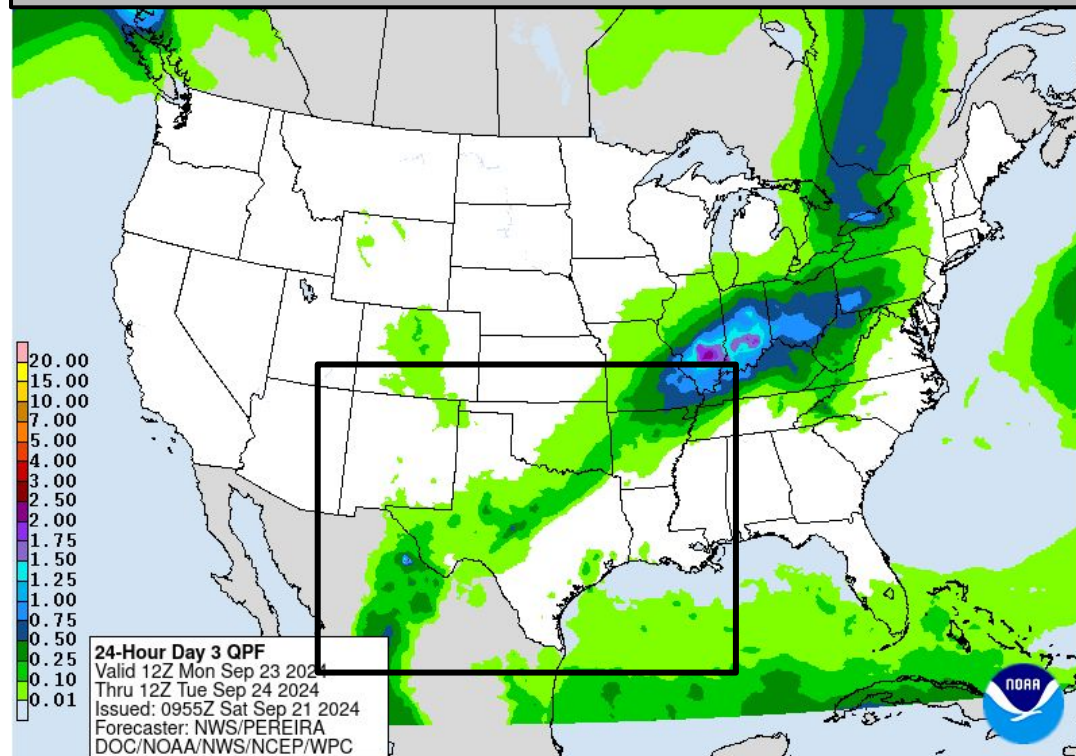 20.00
15.00
10.00
7.00
5.00
4.00
3.00
2.50
2.00
1.75
1.50
1.25
1.00
0.75
0.50
0.25
0.10
0.01
24-Hour Day 3 QPF
Valid 12Z Mon Sep 23 2024
Thru 12Z Tue Sep 24 2024
Issued: 0955Z Sat Sep 21 2024
Forecaster: NWS/PEREIRA
DOC/NOAA/NWS/NCEP/WPC
NOAA